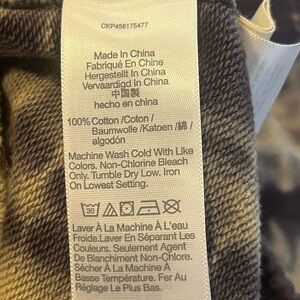 CKP456175477
Made In China
Fabriqué En Chine
Hergestellt In China
Vervaardigd In China
中国製
hecho en china
100% Cotton /Coton /
Baumwolle /Katoen /綿 /
algodón
Machine Wash Cold With Like
Colors. Non-Chlorine Bleach
Only. Tumble Dry Low. Iron
On Lowest Setting.
30
Laver À La Machine À L'eau
Froide.Laver En Séparant Les
Couleurs. Seulement Agent
De Blanchiment Non-Chlore.
Sécher À La Machine À
Basse Température. Fer Au
Réglage Le Plus Bas.